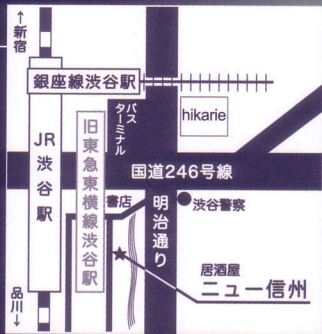 ↑新宿
銀座線渋谷駅
バスターミナル
hikarie
JR渋谷駅
旧東急東横線渋谷駅
国道246号線
書店
明治通り
渋谷警察
居酒屋
ニュー信州
品川↓